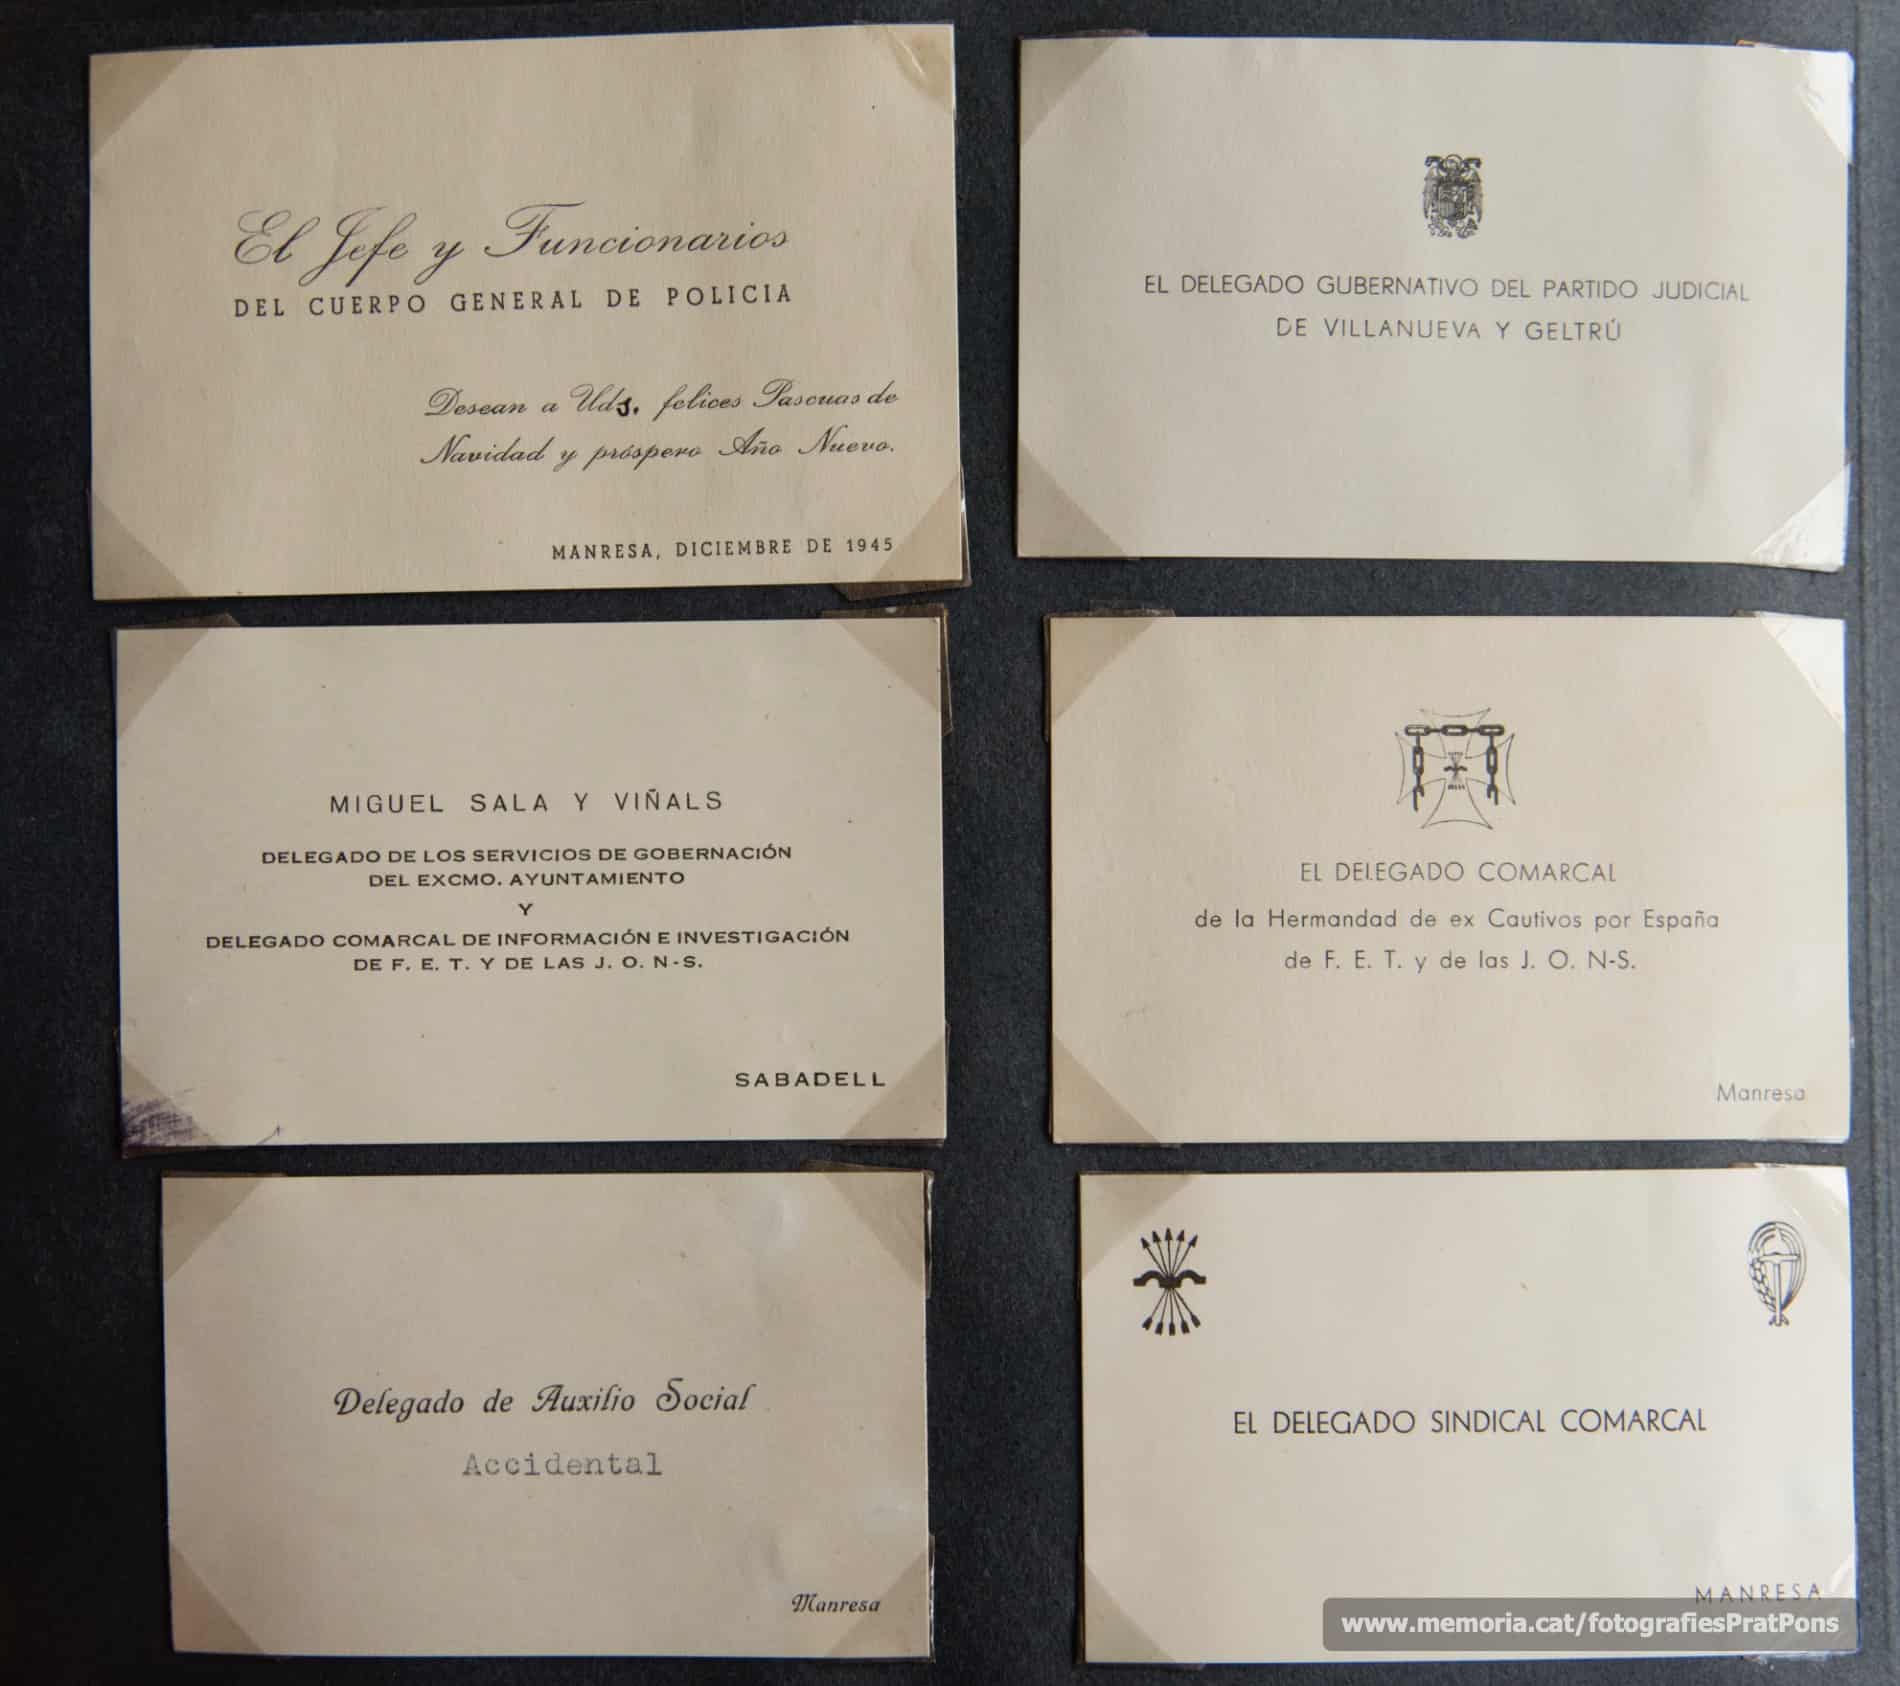 El Jefe y Funcionarios
DEL CUERPO GENERAL DE POLICIA
Desean a Uds. felices Pascuas de
Navidad y próspero Año Nuevo.
MANRESA, DICIEMBRE DE 1945
EL DELEGADO GUBERNATIVO DEL PARTIDO JUDICIAL
DE VILLANUEVA Y GELTRÚ
MIGUEL SALA Y VIÑALS
DELEGADO DE LOS SERVICIOS DE GOBERNACIÓN
DEL EXCMO. AYUNTAMIENTO
Y
DELEGADO COMARCAL DE INFORMACIÓN E INVESTIGACIÓN
DE F. E. T. Y DE LAS J. O. N-S.
SABADELL
EL DELEGADO COMARCAL
de la Hermandad de ex Cautivos por España
de F. E. T. y de las J. O. N-S.
Manresa
Delegado de Auxilio Social
Accidental
Manresa
EL DELEGADO SINDICAL COMARCAL
MANRESA
www.memoria.cat/fotografiesPratPons